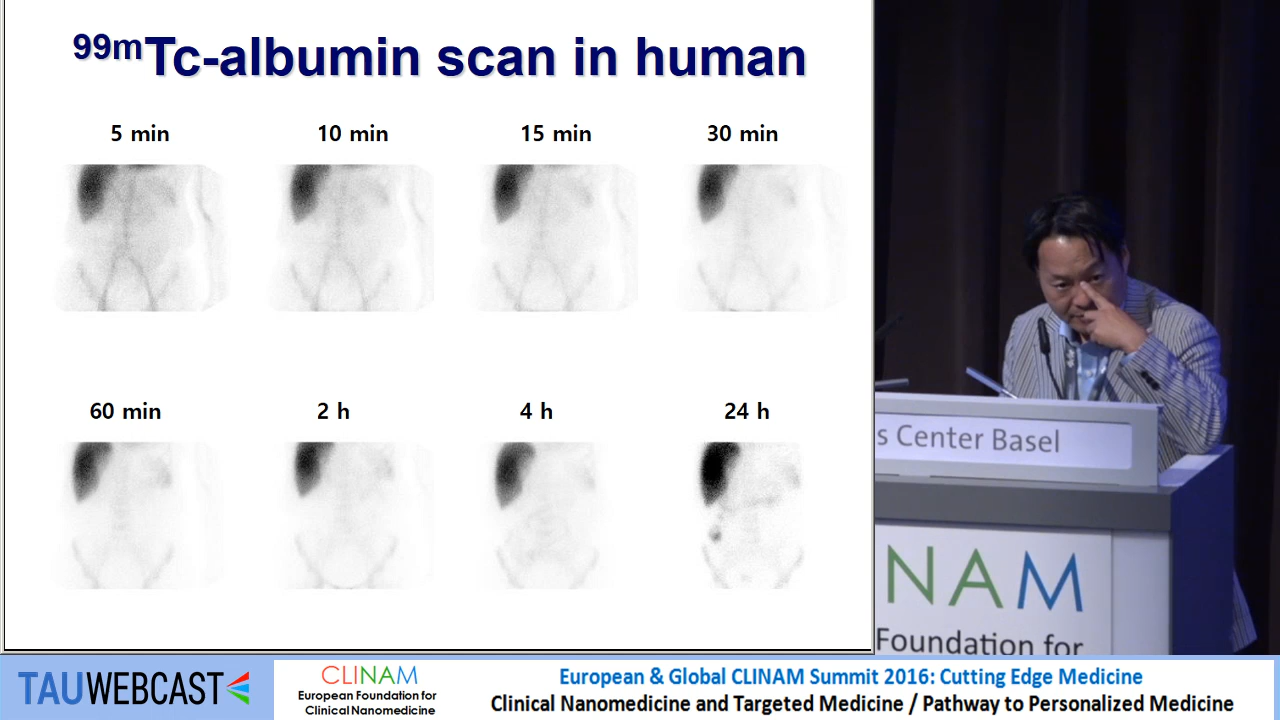 99mTc-albumin scan in human
5 min 10 min 15 min 30 min
60 min 2 h 4 h 24 h
s Center Basel
NAM
Foundation for
TAUWEBCAST
CLINAM
European Foundation for
Clinical Nanomedicine
European & Global CLINAM Summit 2016: Cutting Edge Medicine
Clinical Nanomedicine and Targeted Medicine / Pathway to Personalized Medicine